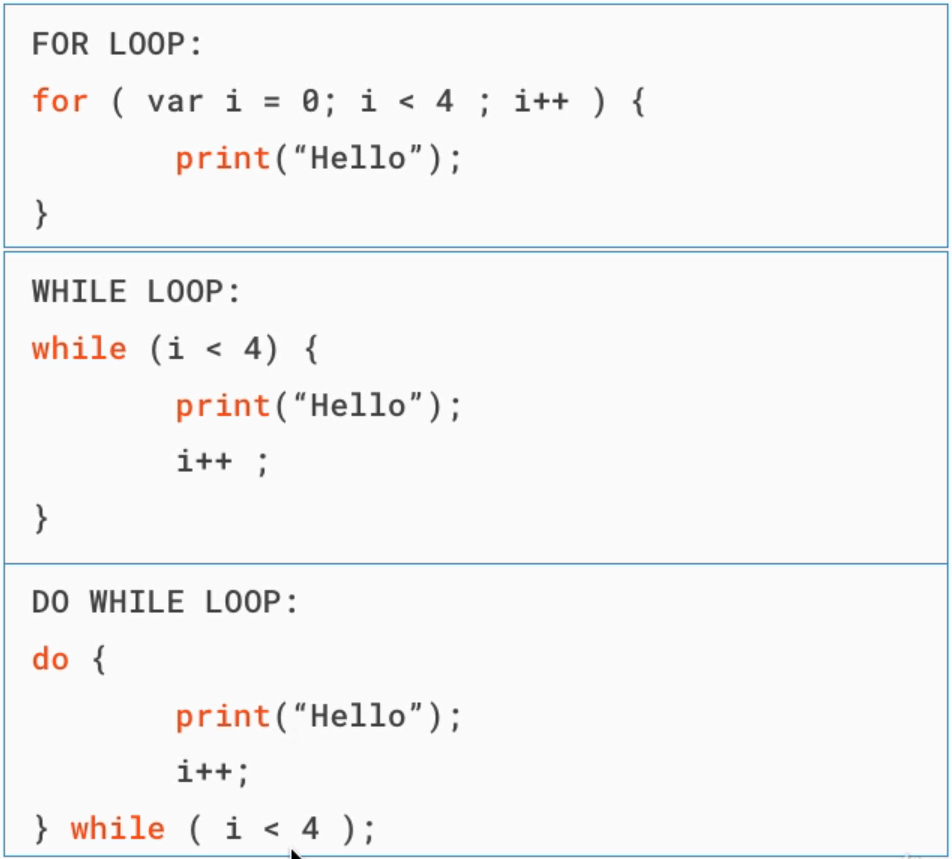 FOR LOOP:
for ( var i = 0; i < 4 ; i++ ) {
print(“Hello”);
}
WHILE LOOP:
while (i < 4) {
print(“Hello”);
i++ ;
}
DO WHILE LOOP:
do {
print(“Hello”);
i++;
} while ( i < 4 );